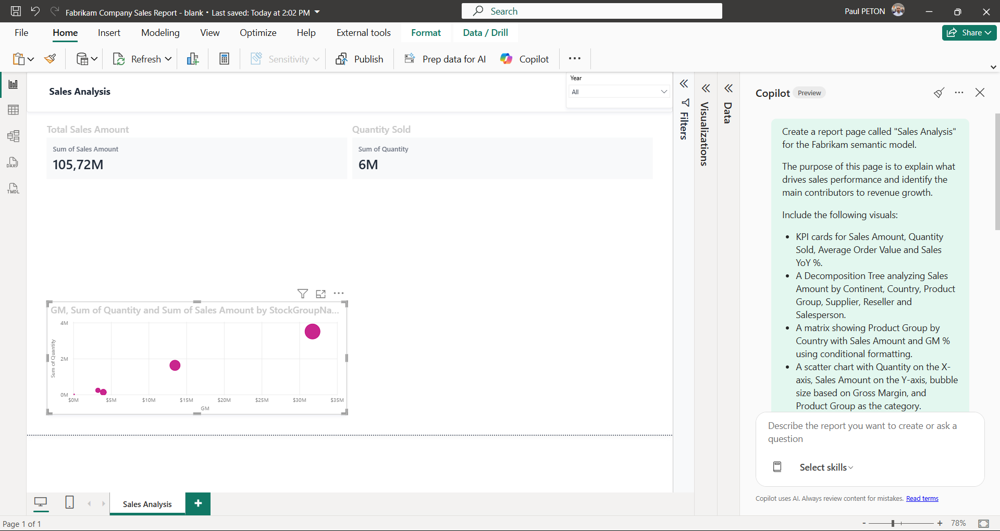 Fabrikam Company Sales Report - blank • Last saved: Today at 2:02 PM
Search
Paul PETON
File
Home
Insert
Modeling
View
Optimize
Help
External tools
Format
Data / Drill
Share
Refresh
Sensitivity
Publish
Prep data for AI
Copilot
Sales Analysis
Year
All
Total Sales Amount
Sum of Sales Amount
105,72M
Quantity Sold
Sum of Quantity
6M
GM, Sum of Quantity and Sum of Sales Amount by StockGroupNa...
4M
2M
0M
Sum of Quantity
$0M
$5M
$10M
$15M
$20M
$25M
$30M
$35M
GM
DAX
TMDL
Filters
Visualizations
Data
Copilot
Preview
Create a report page called "Sales Analysis"
for the Fabrikam semantic model.
The purpose of this page is to explain what
drives sales performance and identify the
main contributors to revenue growth.
Include the following visuals:
• KPI cards for Sales Amount, Quantity
Sold, Average Order Value and Sales
YoY %.
• A Decomposition Tree analyzing Sales
Amount by Continent, Country, Product
Group, Supplier, Reseller and
Salesperson.
• A matrix showing Product Group by
Country with Sales Amount and GM %
using conditional formatting.
• A scatter chart with Quantity on the X-
axis, Sales Amount on the Y-axis, bubble
size based on Gross Margin, and
Product Group as the category.
Describe the report you want to create or ask a
question
Select skills
Copilot uses AI. Always review content for mistakes. Read terms
Sales Analysis
Page 1 of 1
78%